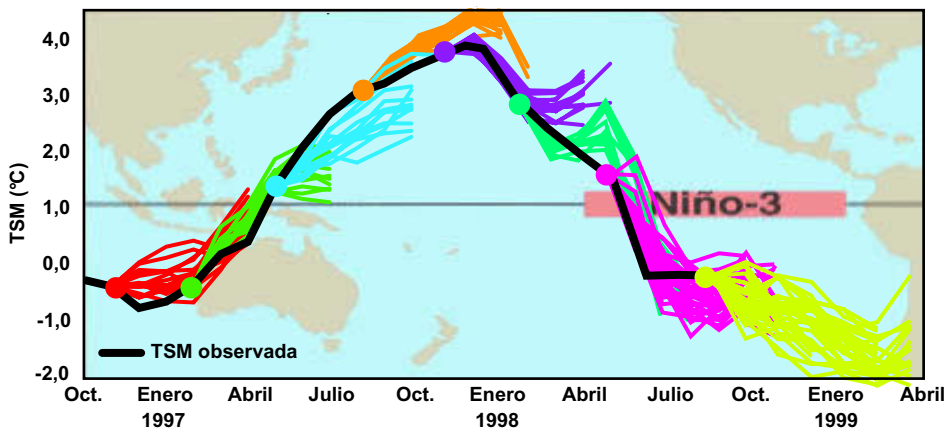 4,0
3,0
2,0
1,0
0,0
-1,0
-2,0
TSM (°C)
Niño-3
TSM observada
Oct. Enero Abril Julio Oct. Enero Abril Julio Oct. Enero Abril
1997 1998 1999